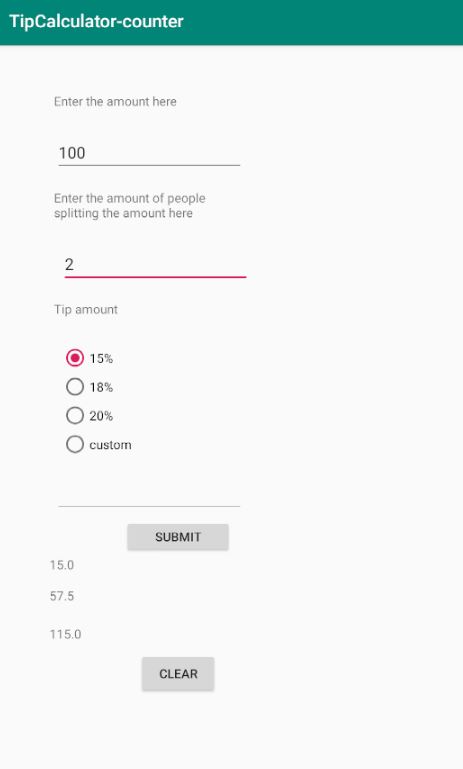 TipCalculator-counter
Enter the amount here
100
Enter the amount of people
splitting the amount here
2
Tip amount
15%
18%
20%
custom
SUBMIT
15.0
57.5
115.0
CLEAR